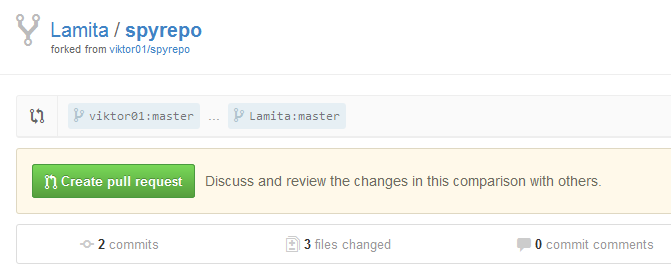 Lamita / spyrepo
forked from viktor01/spyrepo
viktor01:master ... Lamita:master
Create pull request Discuss and review the changes in this comparison with others.
2 commits 3 files changed 0 commit comments